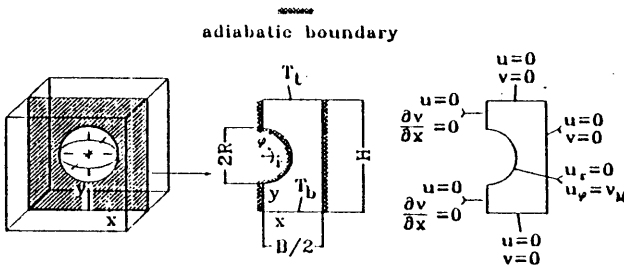 adiabatic boundary
y
x
T_t
2R
φ
r
y
x
T_b
H
B/2
u=0
v=0
u=0
∂v/∂x=0
u=0
v=0
u_r=0
u_φ=v_M
u=0
∂v/∂x=0
u=0
v=0